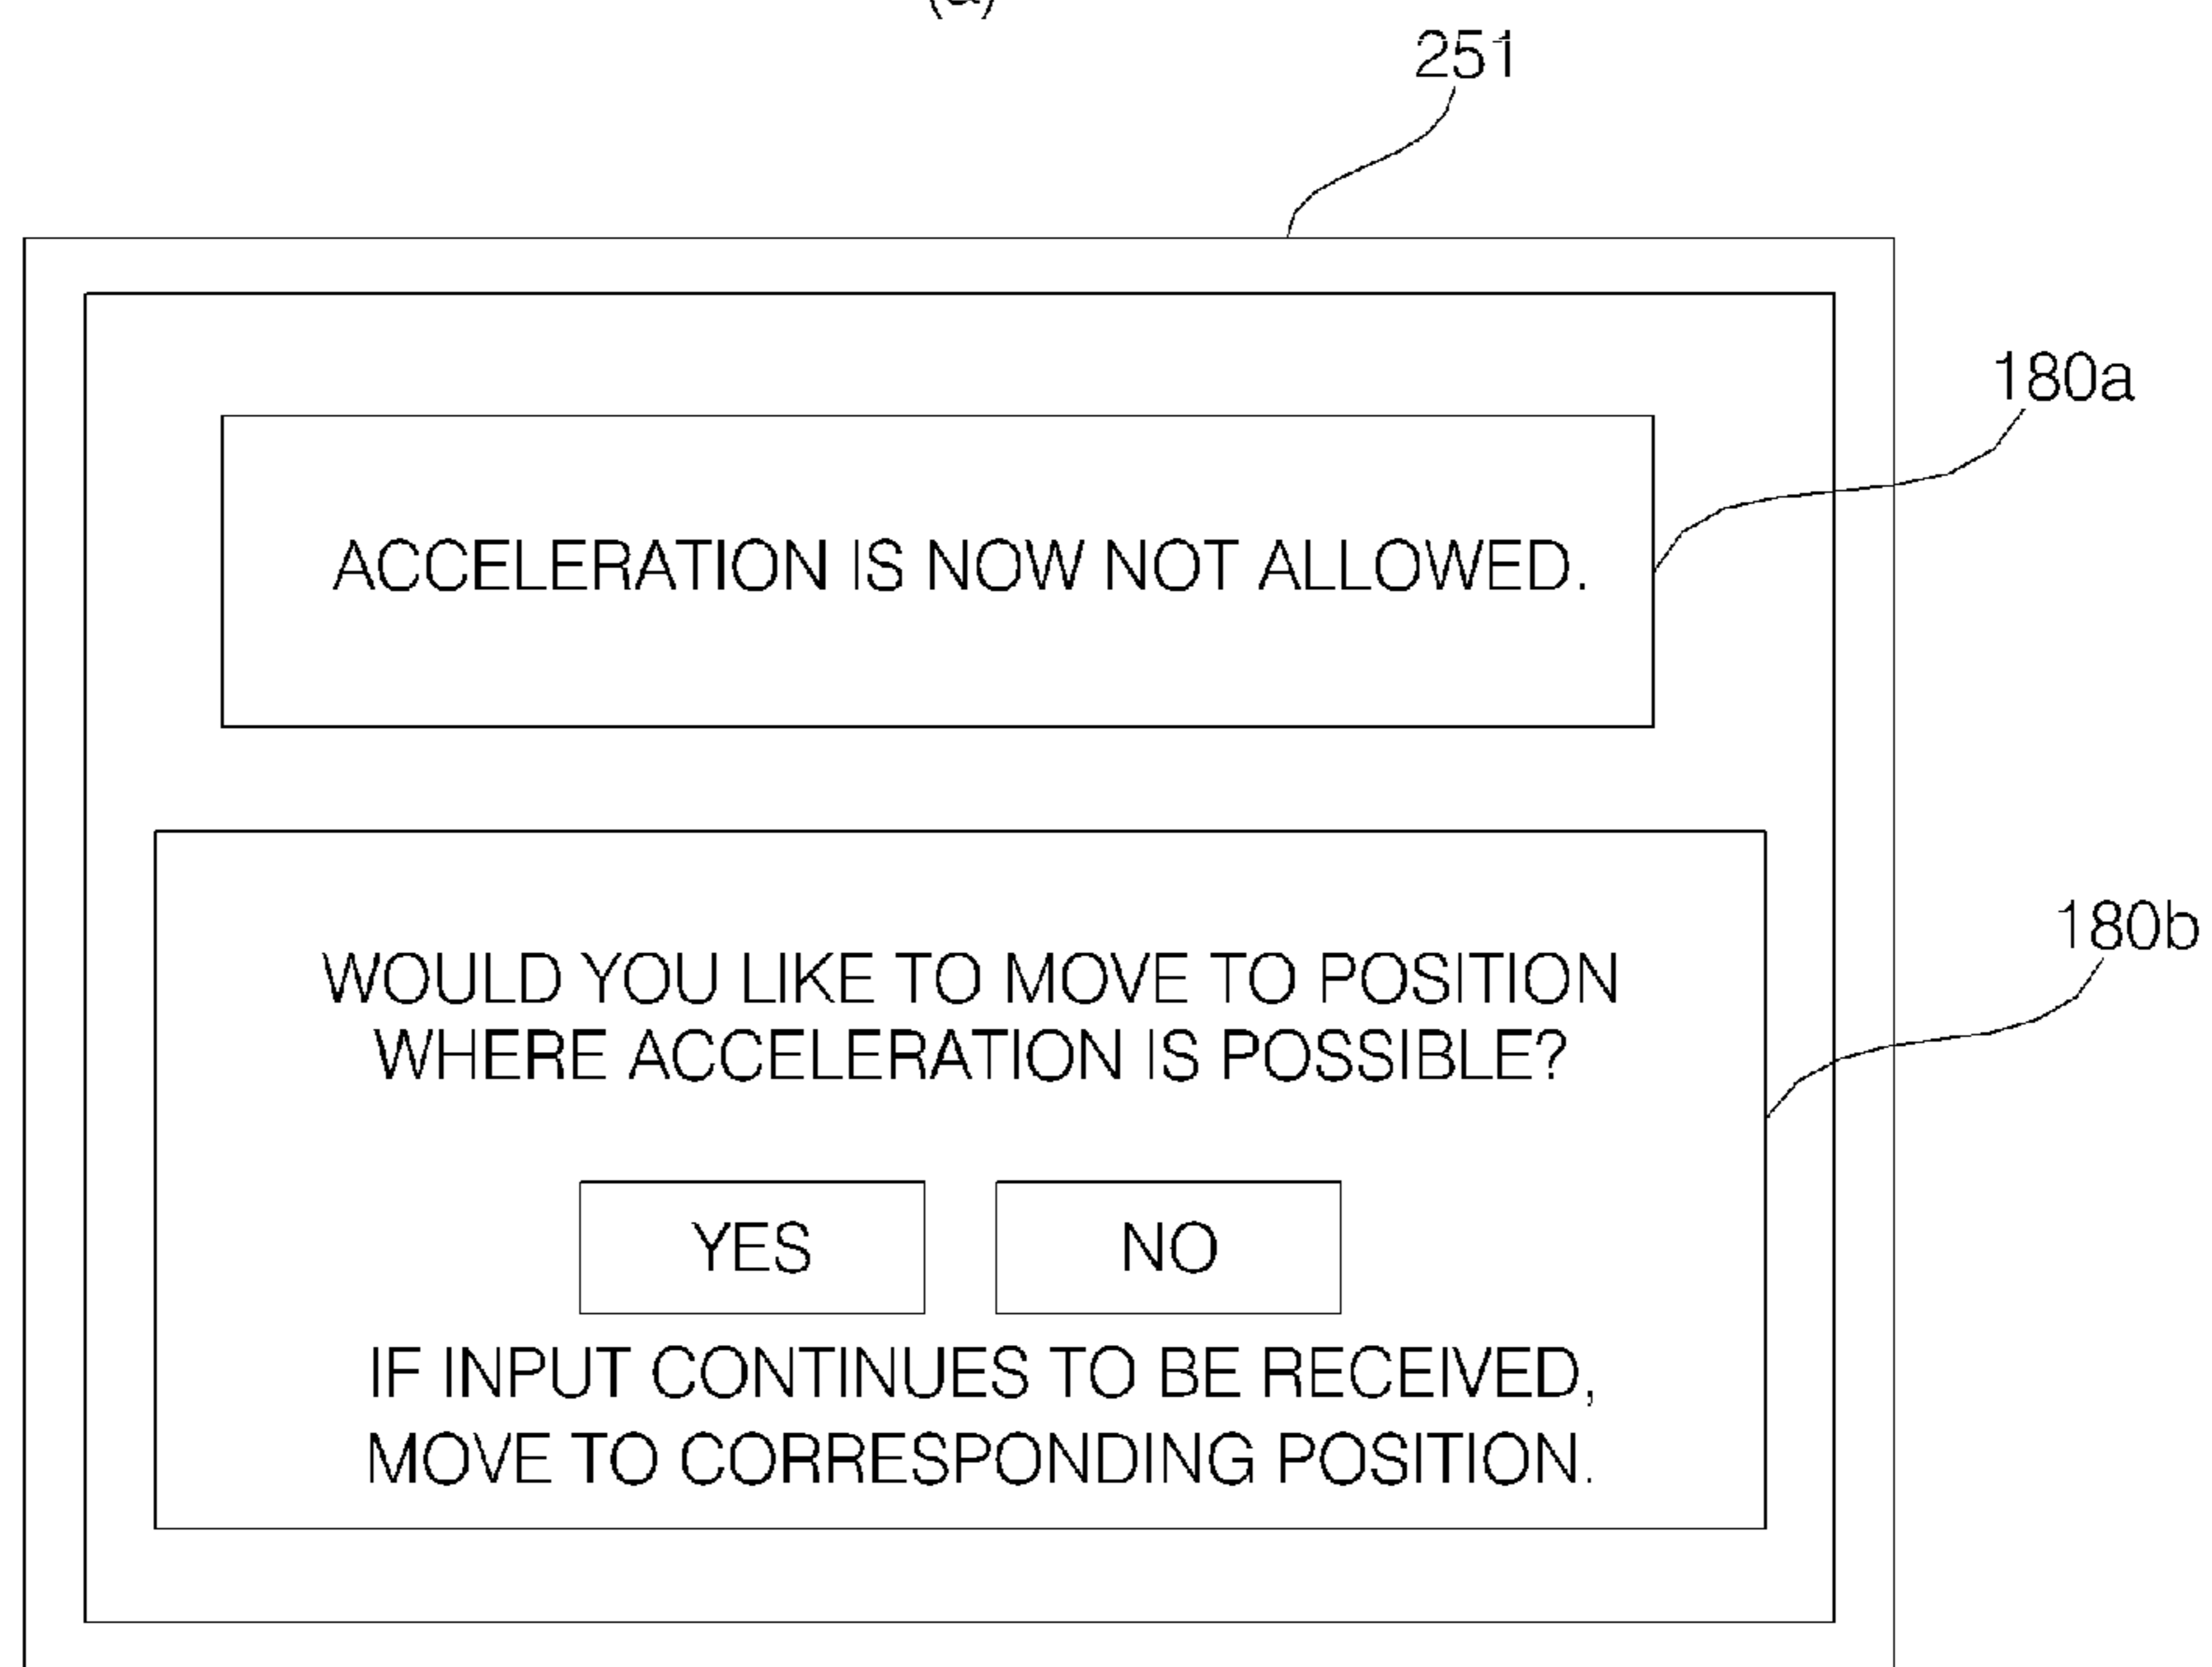 251
180a
ACCELERATION IS NOW NOT ALLOWED.
180b
WOULD YOU LIKE TO MOVE TO POSITION
WHERE ACCELERATION IS POSSIBLE?
YES NO
IF INPUT CONTINUES TO BE RECEIVED,
MOVE TO CORRESPONDING POSITION.